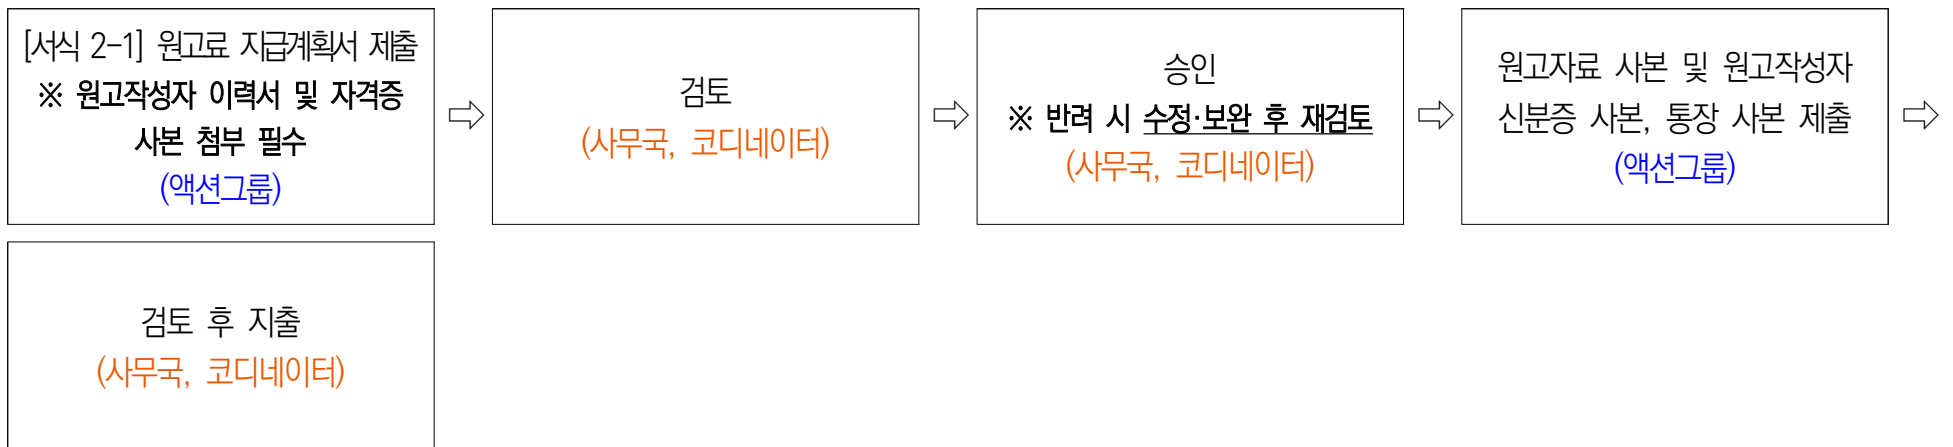 [서식 2-1] 원고료 지급계획서 제출
※ 원고작성자 이력서 및 자격증
사본 첨부 필수
(액션그룹)
검토
(사무국, 코디네이터)
승인
※ 반려 시 수정·보완 후 재검토
(사무국, 코디네이터)
원고자료 사본 및 원고작성자
신분증 사본, 통장 사본 제출
(액션그룹)
검토 후 지출
(사무국, 코디네이터)